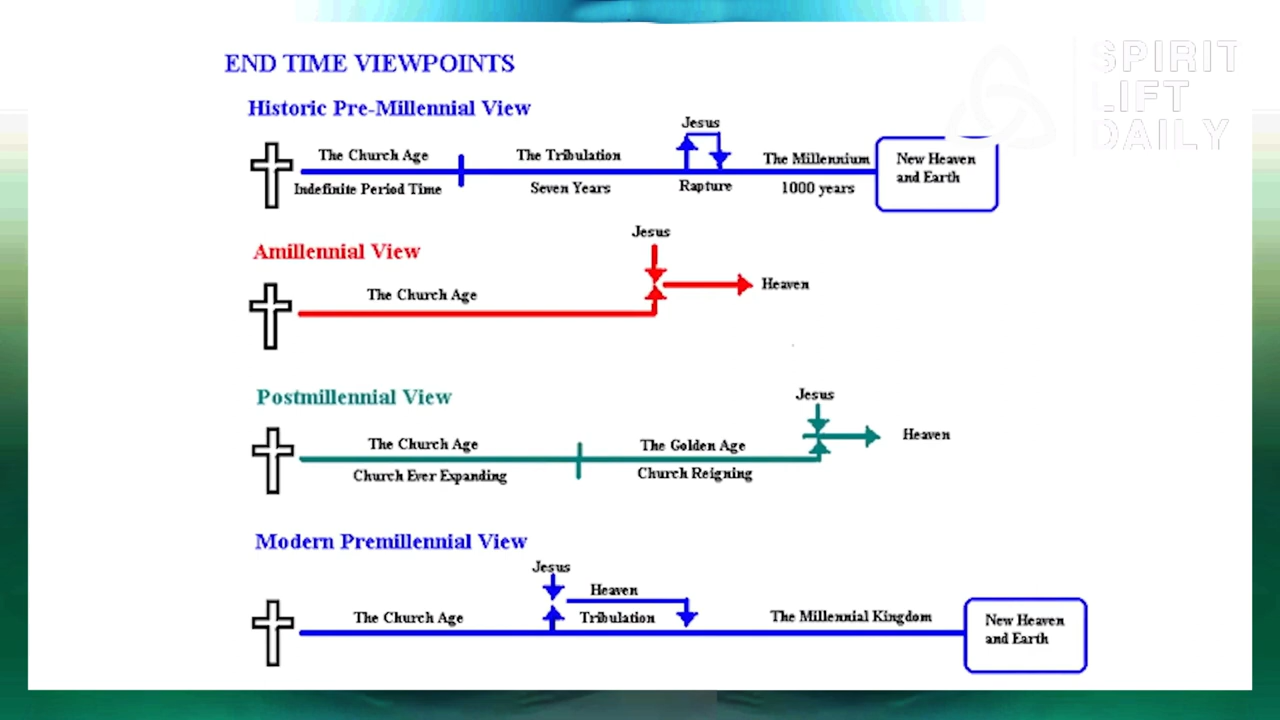 SPIRIT
LIFT
DAILY
END TIME VIEWPOINTS
Historic Pre-Millennial View
Jesus
The Church Age
The Tribulation
The Millennium
New Heaven
and Earth
Indefinite Period Time
Seven Years
Rapture
1000 years
Amillennial View
Jesus
The Church Age
Heaven
Postmillennial View
Jesus
The Church Age
The Golden Age
Heaven
Church Ever Expanding
Church Reigning
Modern Premillennial View
Jesus
Heaven
The Church Age
Tribulation
The Millennial Kingdom
New Heaven
and Earth